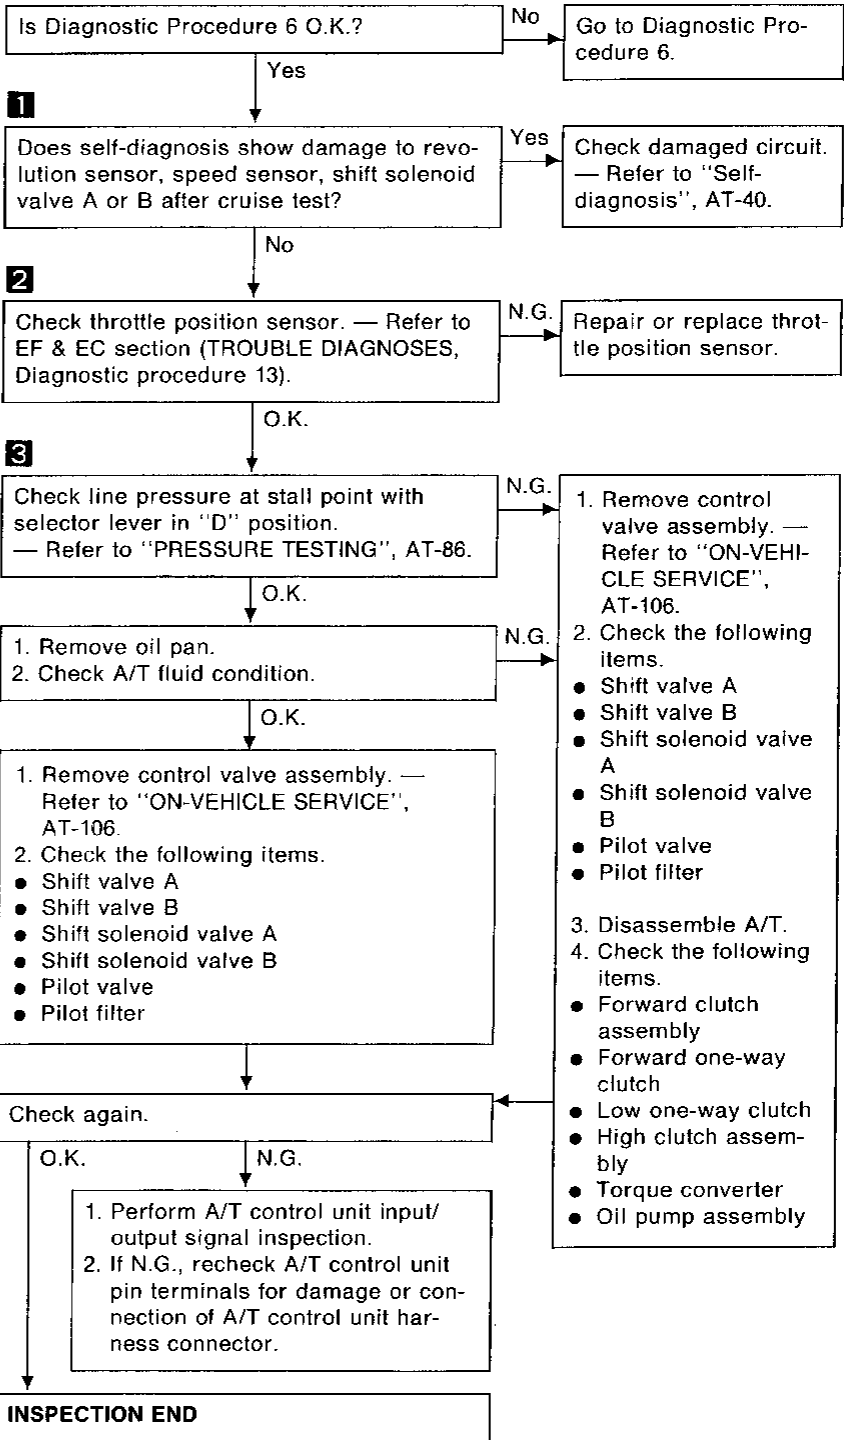 Is Diagnostic Procedure 6 O.K.?
No
Go to Diagnostic Pro-
cedure 6.
Yes
1
Does self-diagnosis show damage to revo-
lution sensor, speed sensor, shift solenoid
valve A or B after cruise test?
Yes
Check damaged circuit.
— Refer to "Self-
diagnosis", AT-40.
No
2
Check throttle position sensor. — Refer to
EF & EC section (TROUBLE DIAGNOSES,
Diagnostic procedure 13).
N.G.
Repair or replace throt-
tle position sensor.
O.K.
3
Check line pressure at stall point with
selector lever in "D" position.
— Refer to "PRESSURE TESTING", AT-86.
N.G.
O.K.
1. Remove oil pan.
2. Check A/T fluid condition.
N.G.
O.K.
1. Remove control
valve assembly. —
Refer to "ON-VEHI-
CLE SERVICE",
AT-106.
2. Check the following
items.
● Shift valve A
● Shift valve B
● Shift solenoid valve
A
● Shift solenoid valve
B
● Pilot valve
● Pilot filter
3. Disassemble A/T.
4. Check the following
items.
● Forward clutch
assembly
● Forward one-way
clutch
● Low one-way clutch
● High clutch assem-
bly
● Torque converter
● Oil pump assembly
1. Remove control valve assembly. —
Refer to "ON-VEHICLE SERVICE",
AT-106.
2. Check the following items.
● Shift valve A
● Shift valve B
● Shift solenoid valve A
● Shift solenoid valve B
● Pilot valve
● Pilot filter
Check again.
O.K.
N.G.
1. Perform A/T control unit input/
output signal inspection.
2. If N.G., recheck A/T control unit
pin terminals for damage or con-
nection of A/T control unit har-
ness connector.
INSPECTION END